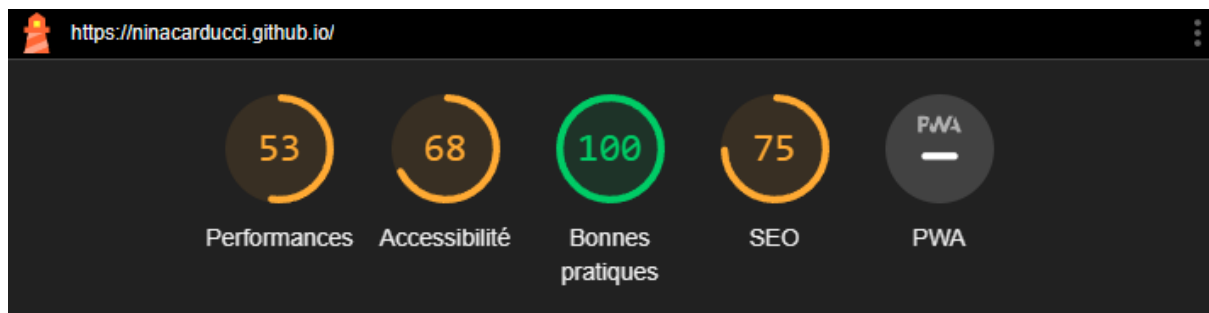 https://ninacarducci.github.io/
53
68
100
75
PWA
Performances
Accessibilité
Bonnes
pratiques
SEO
PWA